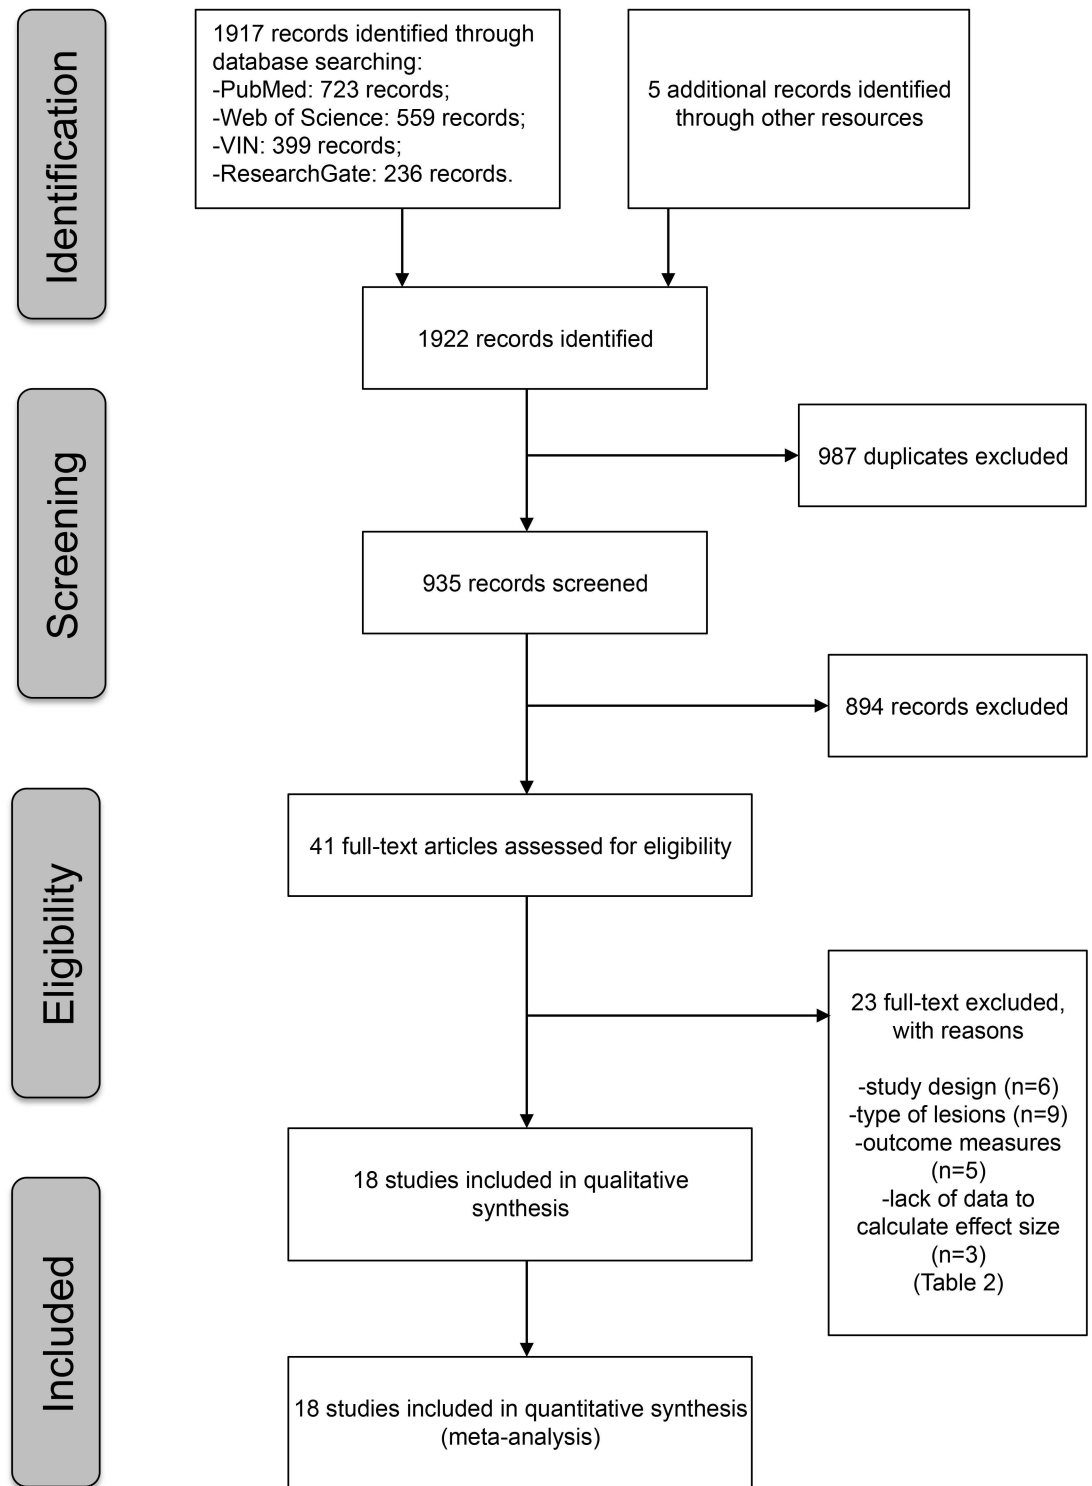 Identification
1917 records identified through
database searching:
-PubMed: 723 records;
-Web of Science: 559 records;
-VIN: 399 records;
-ResearchGate: 236 records.
5 additional records identified
through other resources
1922 records identified
Screening
987 duplicates excluded
935 records screened
894 records excluded
Eligibility
41 full-text articles assessed for eligibility
23 full-text excluded,
with reasons
-study design (n=6)
-type of lesions (n=9)
-outcome measures
(n=5)
-lack of data to
calculate effect size
(n=3)
(Table 2)
Included
18 studies included in qualitative
synthesis
18 studies included in quantitative synthesis
(meta-analysis)